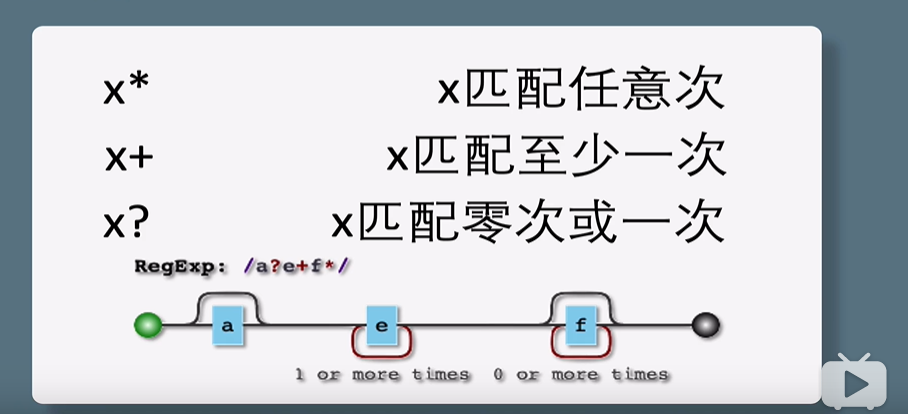 x* x匹配任意次
x+ x匹配至少一次
x? x匹配零次或一次
RegExp: /a?e+f*/
a e f
1 or more times 0 or more times